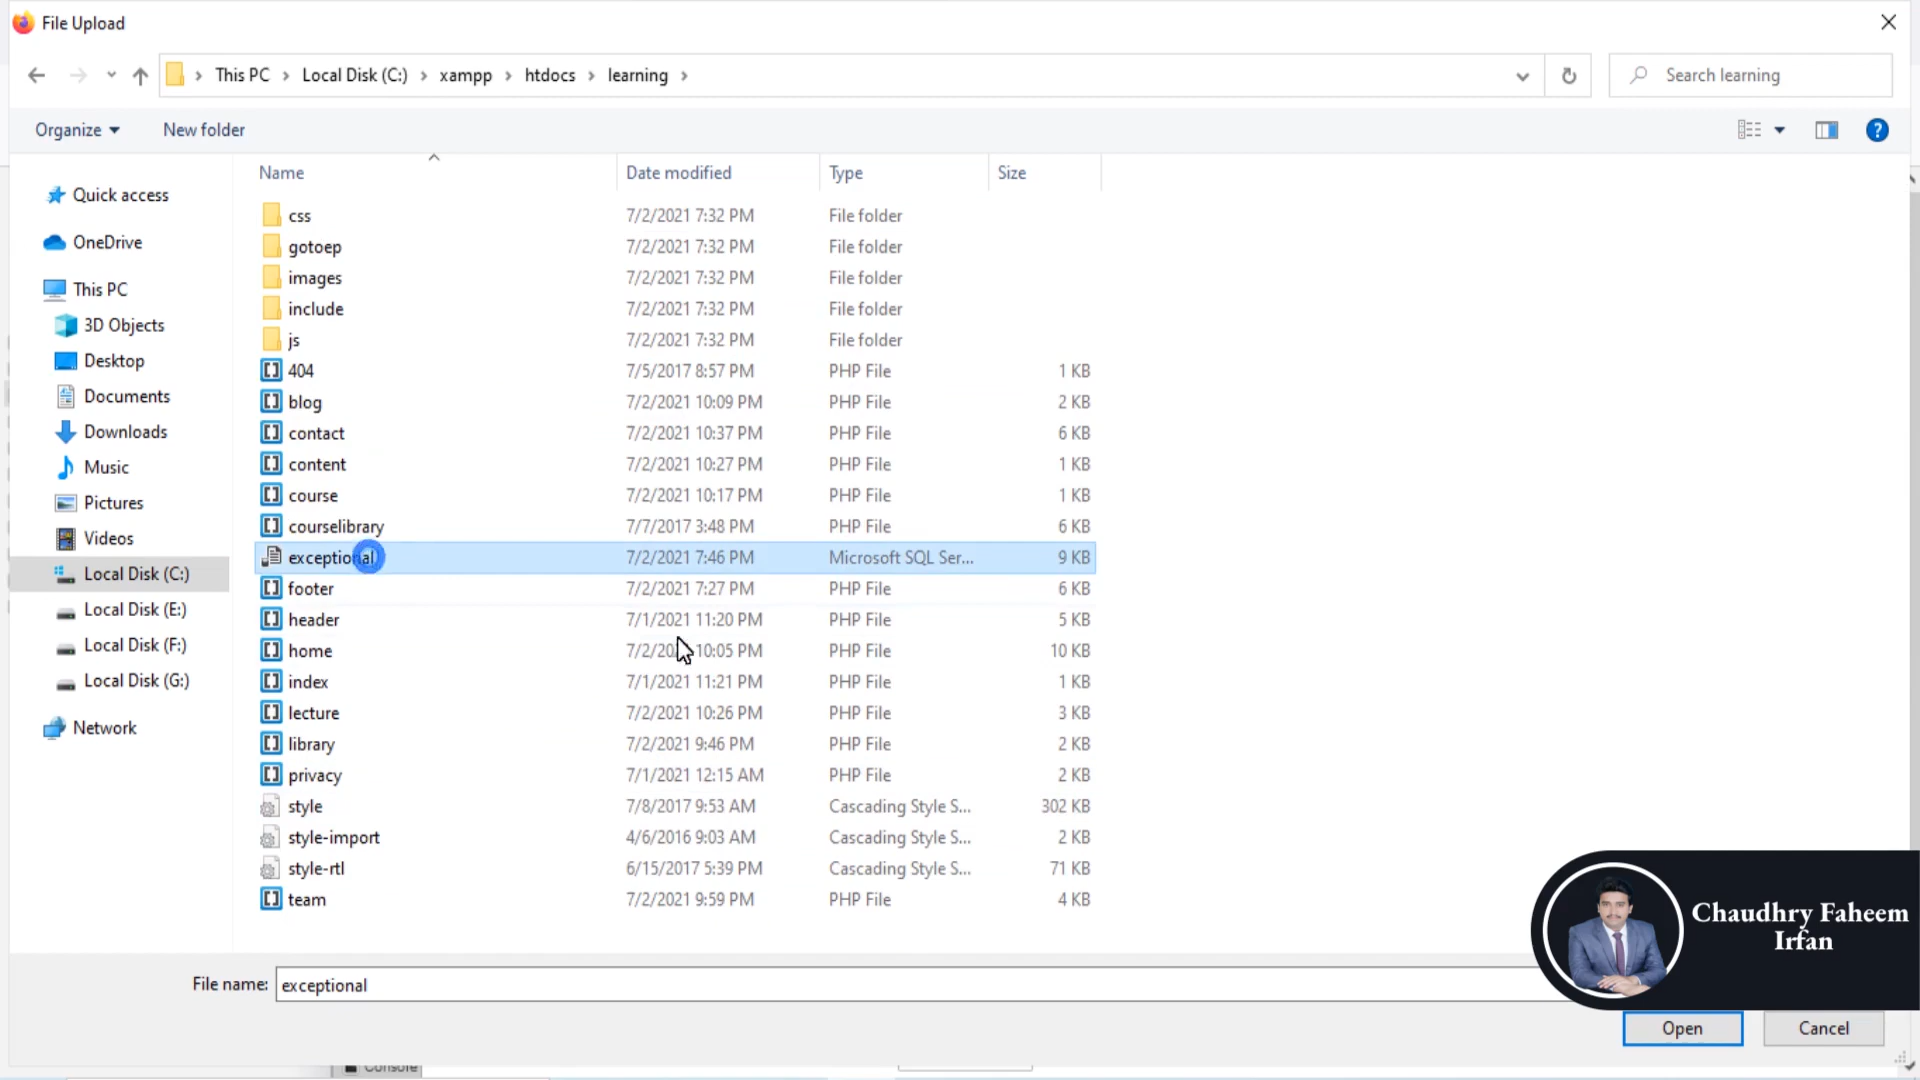 File Upload
This PC Local Disk (C:) xampp htdocs learning
Search learning
Organize New folder
Name Date modified Type Size
Quick access
OneDrive
This PC
3D Objects
Desktop
Documents
Downloads
Music
Pictures
Videos
Local Disk (C:)
Local Disk (E:)
Local Disk (F:)
Local Disk (G:)
Network
css 7/2/2021 7:32 PM File folder
gotoep 7/2/2021 7:32 PM File folder
images 7/2/2021 7:32 PM File folder
include 7/2/2021 7:32 PM File folder
js 7/2/2021 7:32 PM File folder
404 7/5/2017 8:57 PM PHP File 1 KB
blog 7/2/2021 10:09 PM PHP File 2 KB
contact 7/2/2021 10:37 PM PHP File 6 KB
content 7/2/2021 10:27 PM PHP File 1 KB
course 7/2/2021 10:17 PM PHP File 1 KB
courselibrary 7/7/2017 3:48 PM PHP File 6 KB
exceptional 7/2/2021 7:46 PM Microsoft SQL Ser... 9 KB
footer 7/2/2021 7:27 PM PHP File 6 KB
header 7/1/2021 11:20 PM PHP File 5 KB
home 7/2/20 10:05 PM PHP File 10 KB
index 7/1/2021 11:21 PM PHP File 1 KB
lecture 7/2/2021 10:26 PM PHP File 3 KB
library 7/2/2021 9:46 PM PHP File 2 KB
privacy 7/1/2021 12:15 AM PHP File 2 KB
style 7/8/2017 9:53 AM Cascading Style S... 302 KB
style-import 4/6/2016 9:03 AM Cascading Style S... 2 KB
style-rtl 6/15/2017 5:39 PM Cascading Style S... 71 KB
team 7/2/2021 9:59 PM PHP File 4 KB
Chaudhry Faheem
Irfan
File name: exceptional
Open Cancel
Console